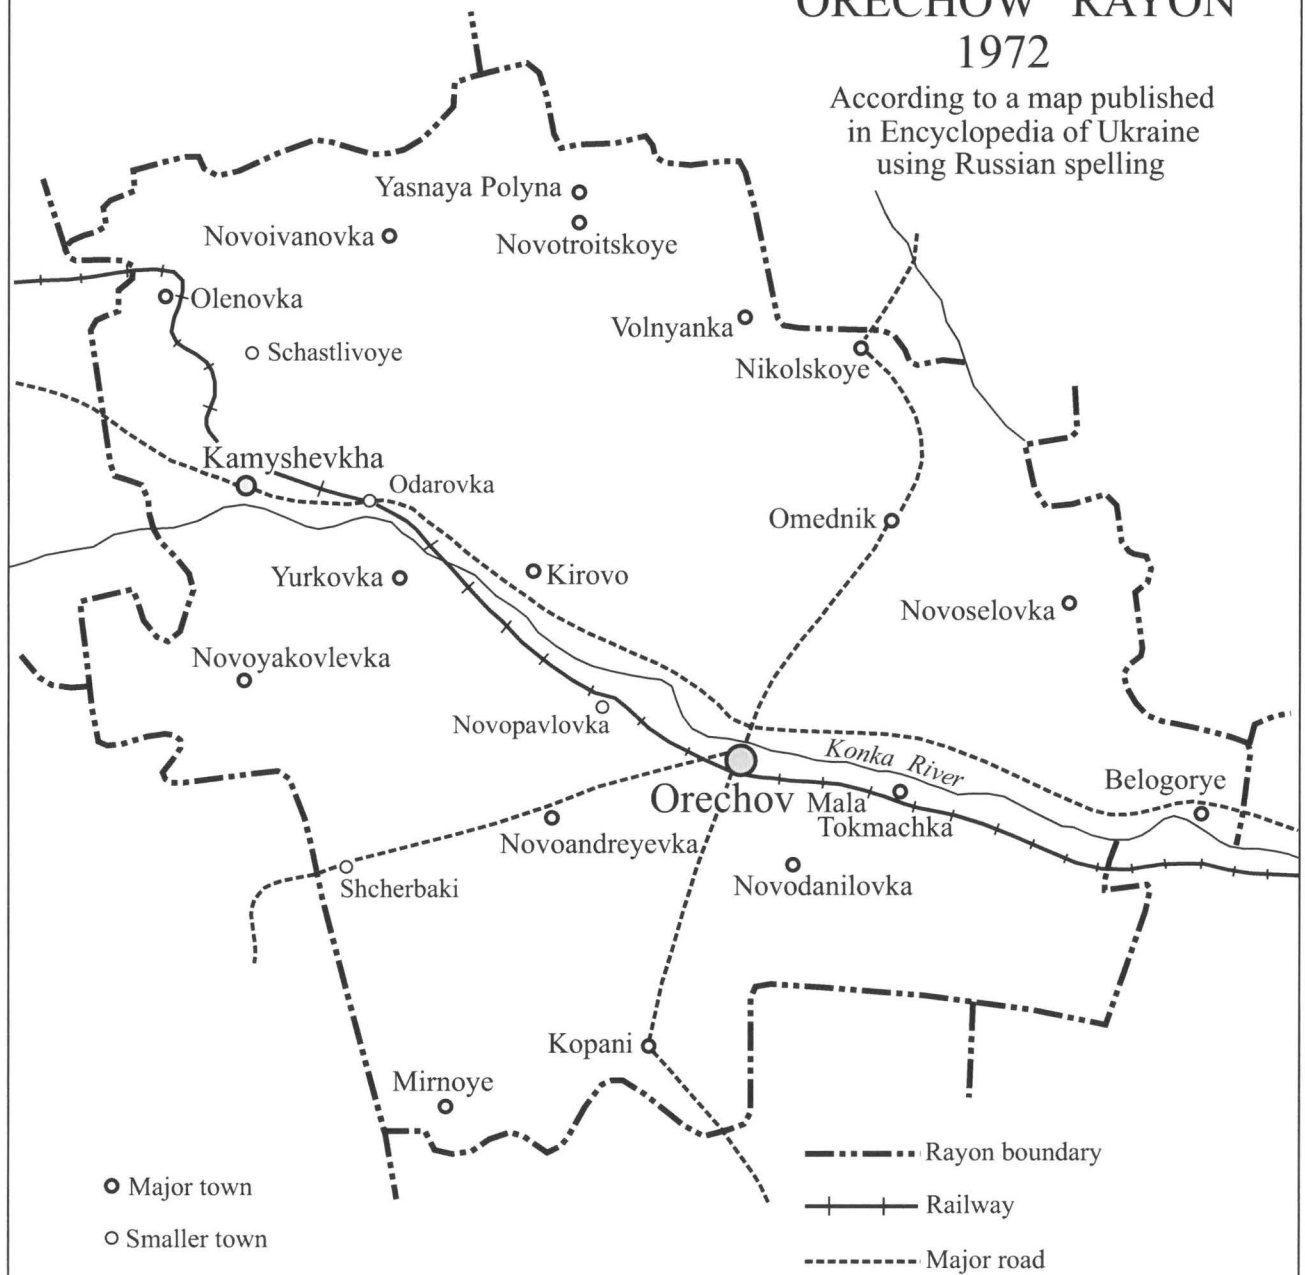 ORECHOW RAYON
1972
According to a map published
in Encyclopedia of Ukraine
using Russian spelling
Yasnaya Polyna
Novoivanovka
Novotroitskoye
Olenovka
Volnyanka
Schastlivoye
Nikolskoye
Kamyshevkha
Odarovka
Omednik
Yurkovka
Kirovo
Novoselovka
Novoyakovlevka
Novopavlovka
Konka River
Belogorye
Orechov
Mala
Tokmachka
Novoandreyevka
Shcherbaki
Novodanilovka
Kopani
Mirnoye
Rayon boundary
Major town
Railway
Smaller town
Major road